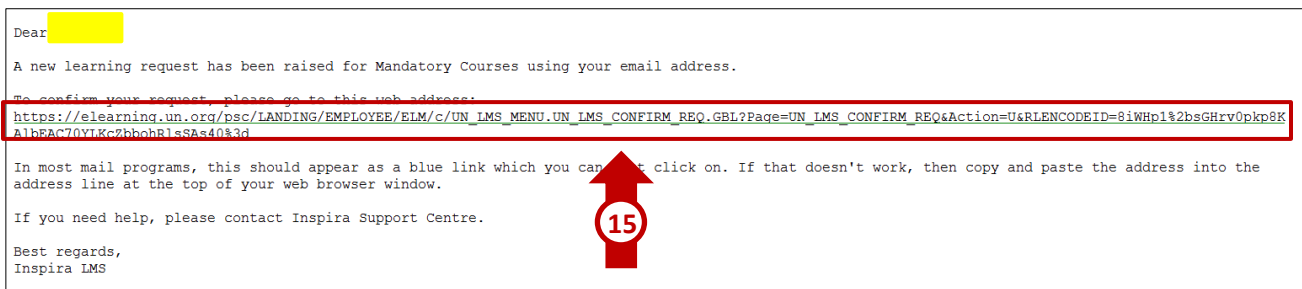 Dear
A new learning request has been raised for Mandatory Courses using your email address.
To confirm your request, please go to this web address:
https://elearning.un.org/psc/LANDING/EMPLOYEE/ELM/c/UN_LMS_MENU.UN_LMS_CONFIRM_REQ.GBL?Page=UN_LMS_CONFIRM_REQ&Action=U&RLENCODEID=8iWHp1%2bsGHrv0pkp8K
AlbEAC70YLKcZbbohRlsSAs40%3d
In most mail programs, this should appear as a blue link which you can click on. If that doesn't work, then copy and paste the address into the
address line at the top of your web browser window.
If you need help, please contact Inspira Support Centre.
15
Best regards,
Inspira LMS